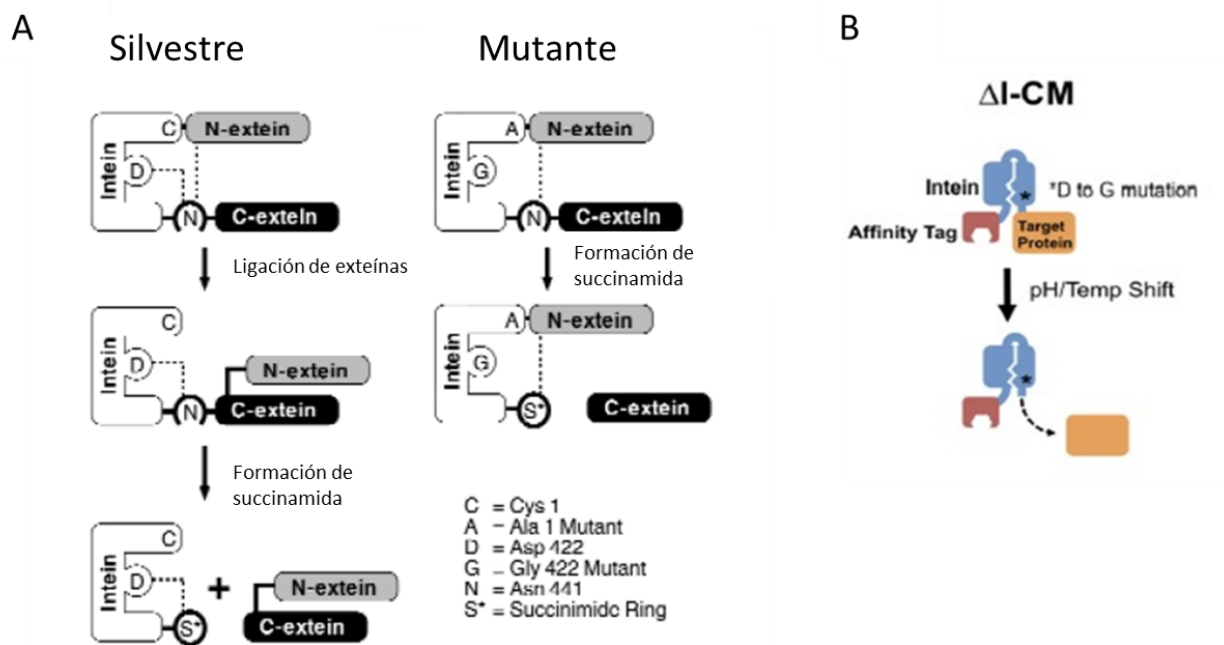 A
Silvestre
Mutante
C
N-extein
Intein
D
N
C-exteIn
Ligación de exteínas
C
D
Intein
N-extein
N
C-extein
Formación de
succinamida
C
Intein
D
S*
+
N-extein
C-extein
A
N-extein
Intein
G
N
C-exteIn
Formación de
succinamida
A
N-extein
Intein
G
S*
C-extein
C = Cys 1
A – Ala 1 Mutant
D = Asp 422
G – Gly 422 Mutant
N = Asn 441
S* = Succinimide Ring
B
ΔI-CM
Intein
*D to G mutation
*
Affinity Tag
Target
Protein
pH/Temp Shift
*